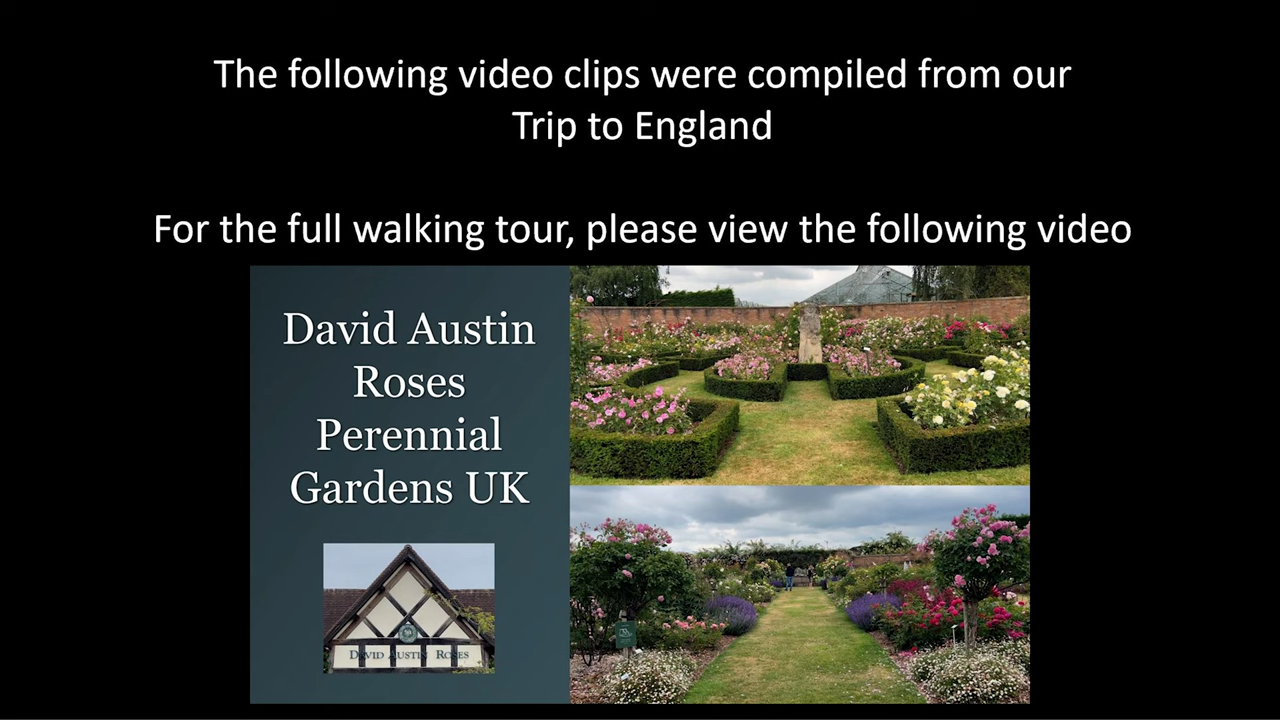 The following video clips were compiled from our
Trip to England
For the full walking tour, please view the following video
David Austin
Roses
Perennial
Gardens UK
DAVID AUSTIN ROSES